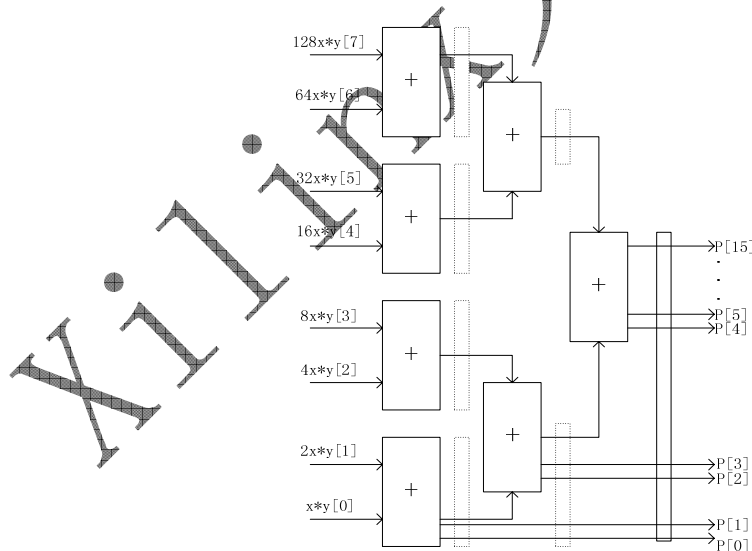 128x*y[7]
64x*y[6]
32x*y[5]
16x*y[4]
8x*y[3]
4x*y[2]
2x*y[1]
x*y[0]
+
+
+
+
+
+
+
P[15]
P[5]
P[4]
P[3]
P[2]
P[1]
P[0]
Xilinx)